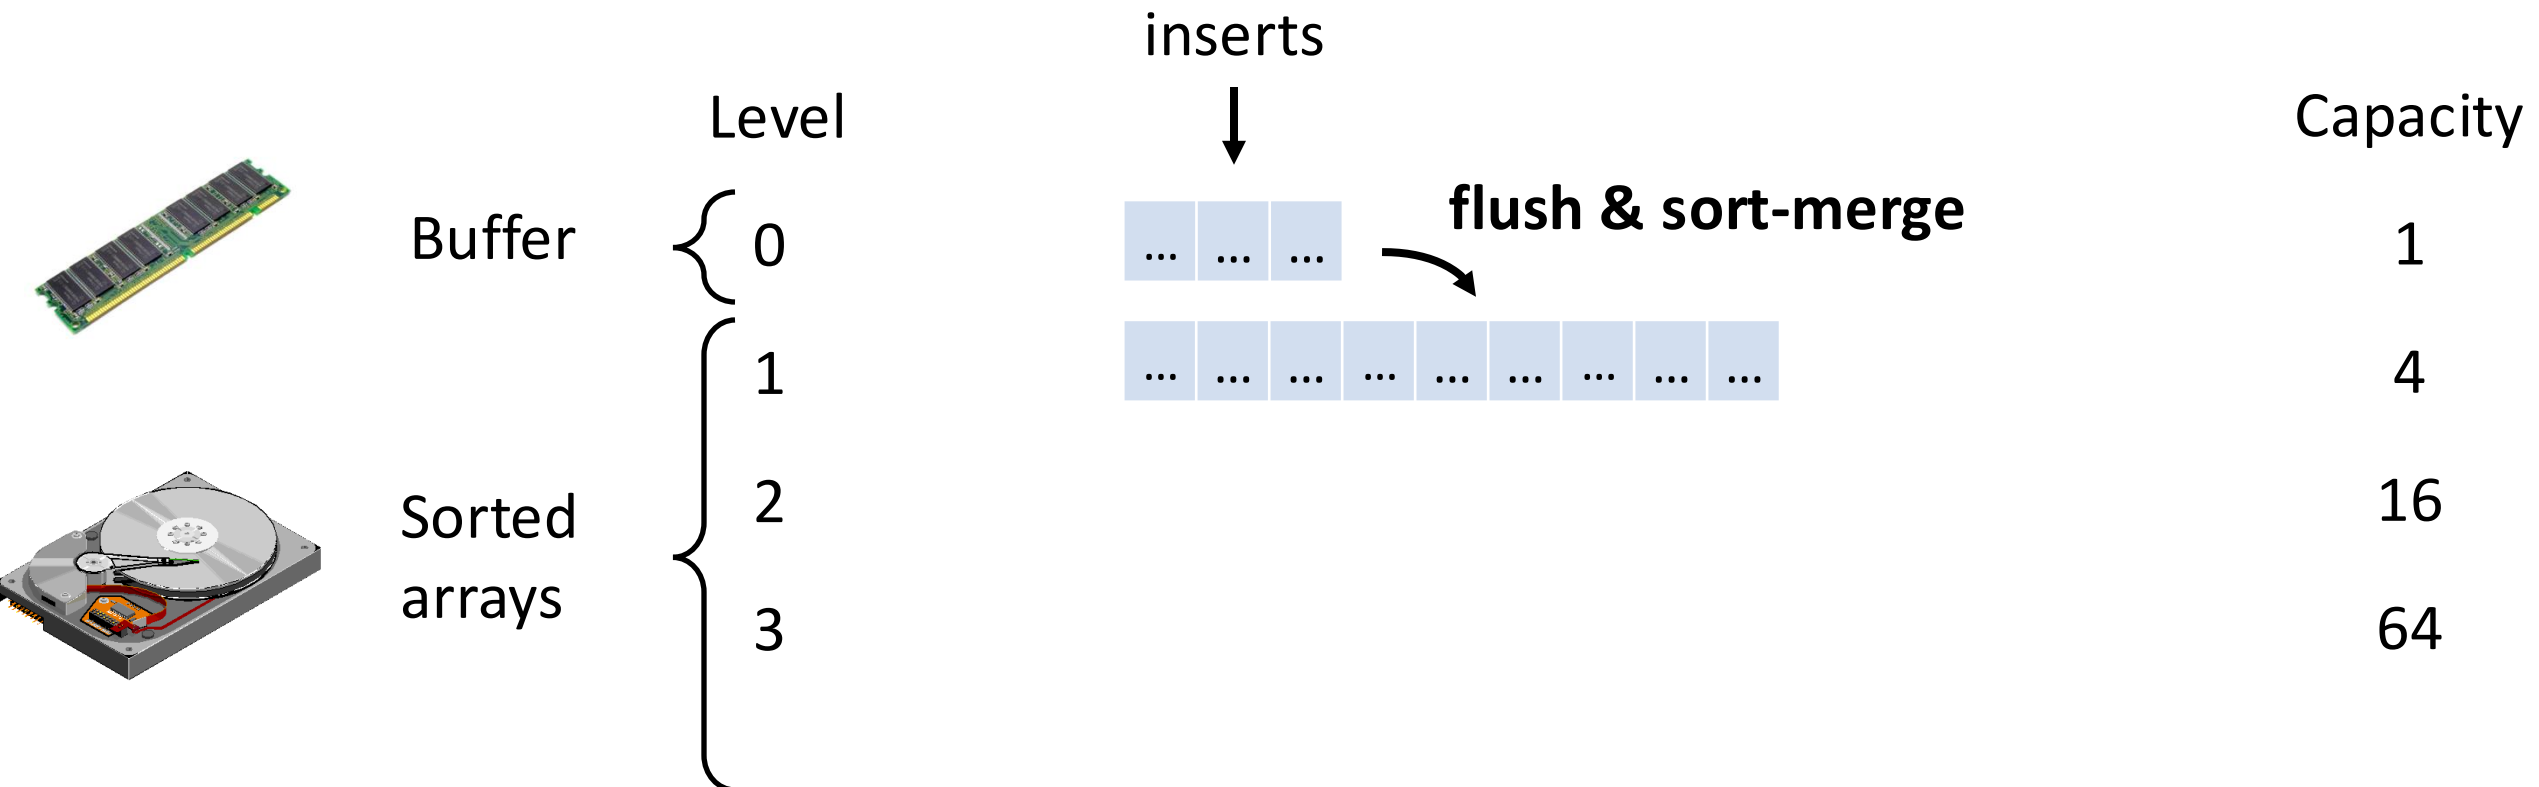 inserts
Level
Capacity
Buffer
0
... ... ...
flush & sort-merge
1
1
... ... ... ... ... ... ... ... ...
4
Sorted
arrays
2
16
3
64